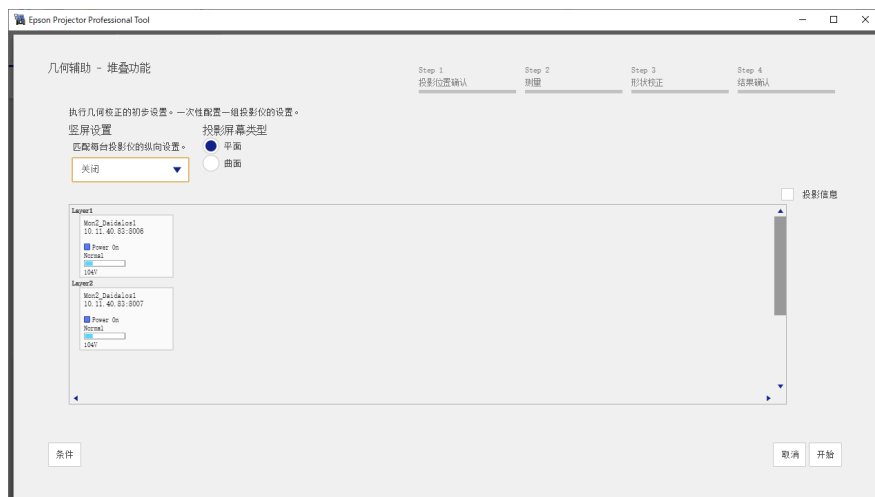 Epson Projector Professional Tool
几何辅助 - 堆叠功能
Step 1
投影位置确认
Step 2
测量
Step 3
形状校正
Step 4
结果确认
执行几何校正的初步设置。一次性配置一组投影仪的设置。
竖屏设置
投影屏幕类型
匹配每台投影仪的纵向设置。
平面
关闭
曲面
投影信息
Layer1
Mon2_Daidalos1
10.11.40.83:8006
Power On
Normal
104V
Layer2
Mon2_Daidalos1
10.11.40.83:8007
Power On
Normal
104V
条件
取消
开始